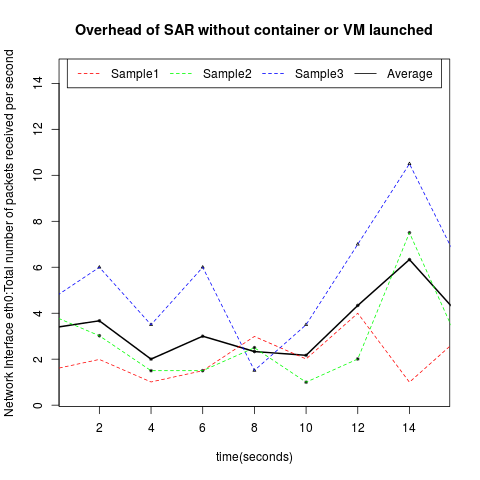 Overhead of SAR without container or VM launched
Sample1 Sample2 Sample3 Average
Network Interface eth0:Total number of packets received per second
14
12
10
8
6
4
2
0
2 4 6 8 10 12 14
time(seconds)